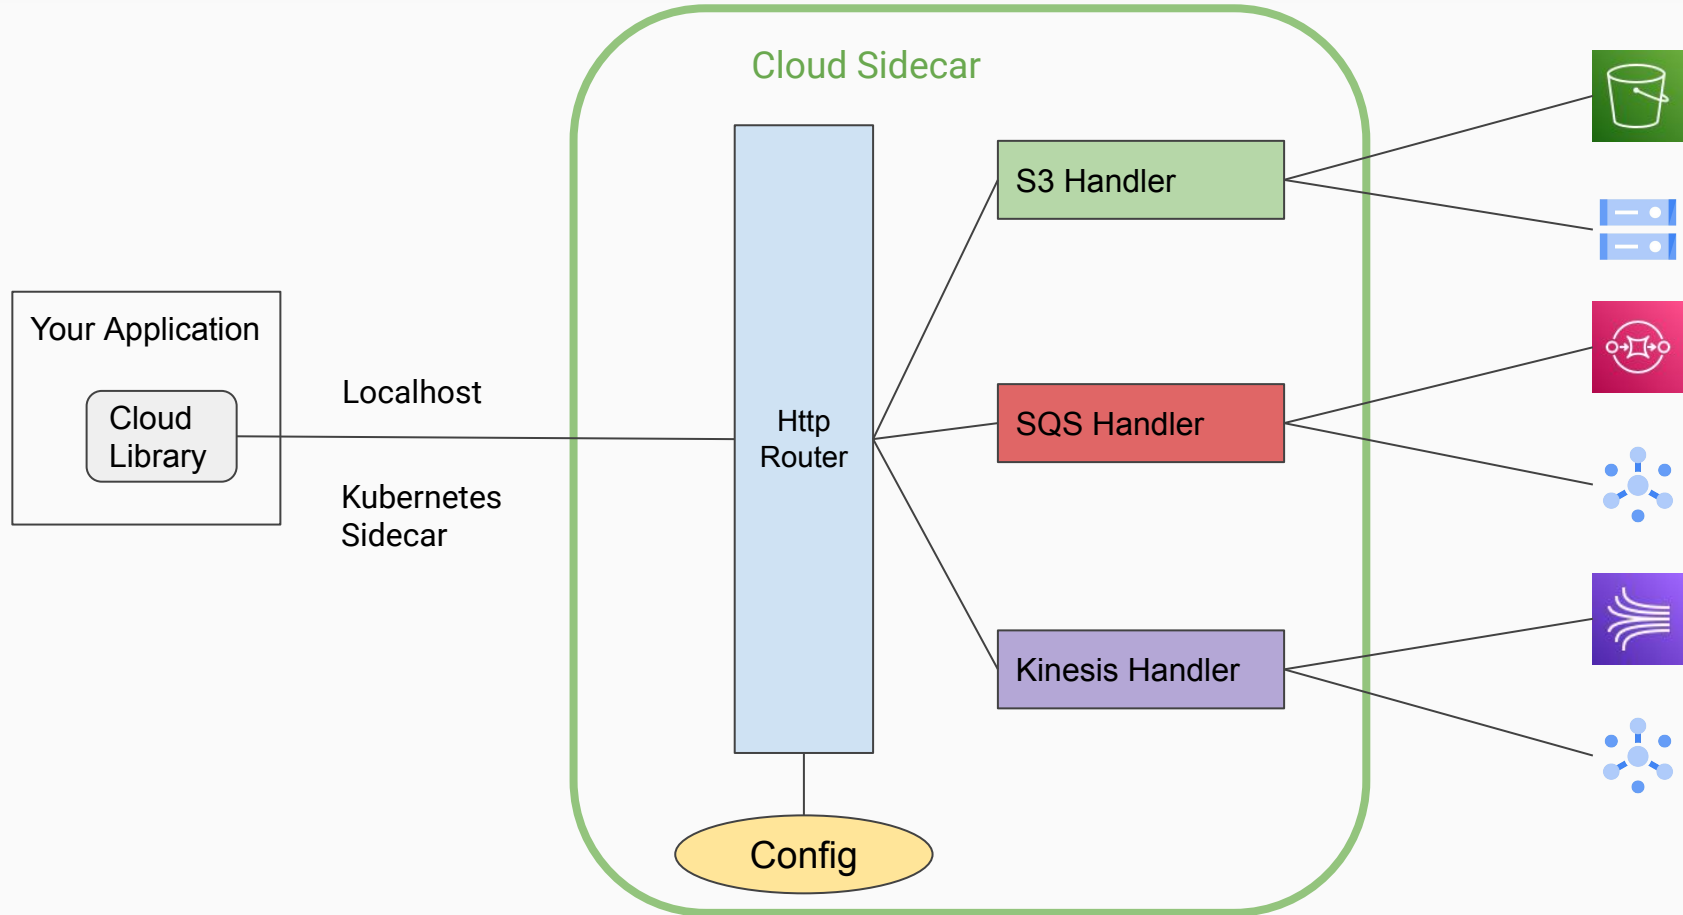 Cloud Sidecar
Your Application
Cloud
Library
Localhost
Kubernetes
Sidecar
Http
Router
S3 Handler
SQS Handler
Kinesis Handler
Config